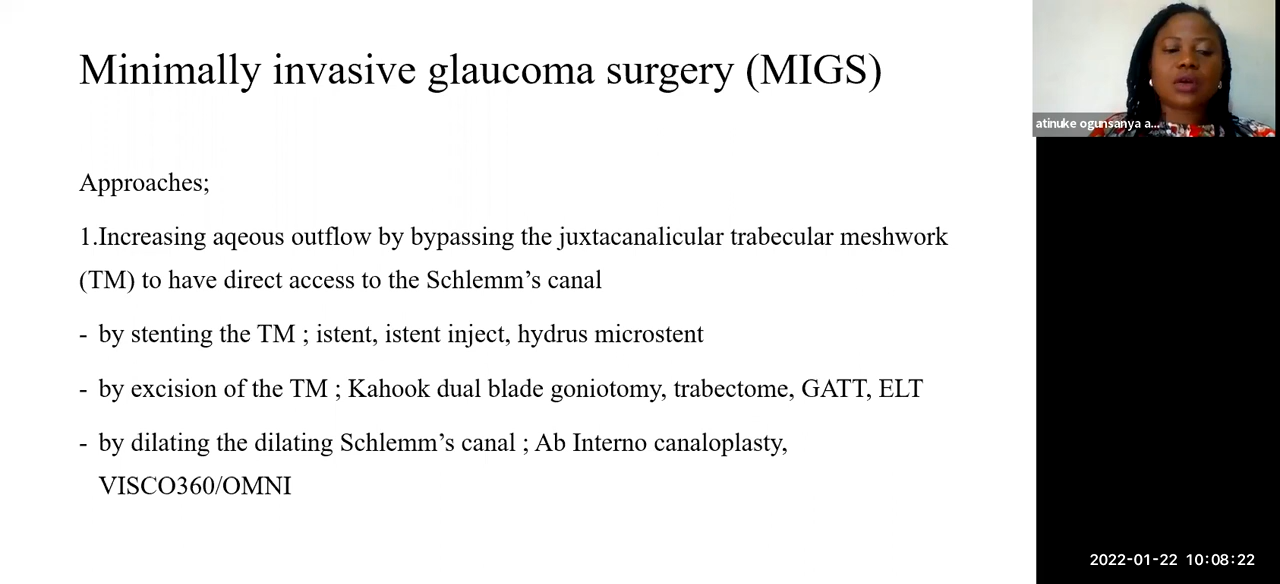 Minimally invasive glaucoma surgery (MIGS)
Approaches;
1.Increasing aqeous outflow by bypassing the juxtacanalicular trabecular meshwork
(TM) to have direct access to the Schlemm’s canal
- by stenting the TM ; istent, istent inject, hydrus microstent
- by excision of the TM ; Kahook dual blade goniotomy, trabectome, GATT, ELT
- by dilating the dilating Schlemm’s canal ; Ab Interno canaloplasty,
VISCO360/OMNI
atinuke ogunsanya a...
2022-01-22 10:08:22